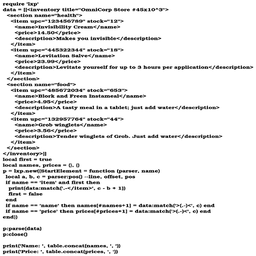 require 'lxp'
data = [[<inventory title="OmniCorp Store #45x10^3">
<section name="health">
<item upc="123456789" stock="12">
<name>Invisibility Cream</name>
<price>14.50</price>
<description>Makes you invisible</description>
</item>
<item upc="445322344" stock="18">
<name>Levitation Salve</name>
<price>23.99</price>
<description>Levitate yourself for up to 3 hours per application</description>
</item>
</section>
<section name="food">
<item upc="485672034" stock="653">
<name>Blork and Freen Instameal</name>
<price>4.95</price>
<description>A tasty meal in a tablet; just add water</description>
</item>
<item upc="132957764" stock="44">
<name>Grob winglets</name>
<price>3.56</price>
<description>Tender winglets of Grob. Just add water</description>
</item>
</section>
</inventory>]]
local first = true
local names, prices = {}, {}
p = lxp.new({StartElement = function (parser, name)
local a, b, c = parser:pos() --line, offset, pos
if name == 'item' and first then
print(data:match('.-</item>', c - b + 1))
first = false
end
if name == 'name' then names[#names+1] = data:match('>(.-)<', c) end
if name == 'price' then prices[#prices+1] = data:match('>(.-)<', c) end
end})
p:parse(data)
p:close()
print('Name: ', table.concat(names, ', '))
print('Price: ', table.concat(prices, ', '))